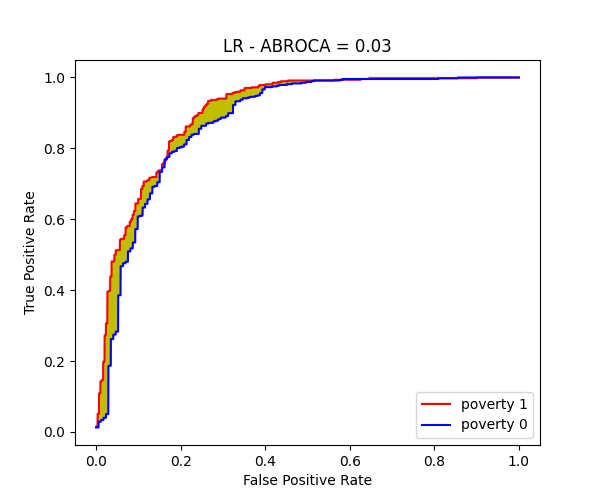 LR - ABROCA = 0.03
True Positive Rate
1.0
0.8
0.6
0.4
0.2
0.0
poverty 1
poverty 0
0.0 0.2 0.4 0.6 0.8 1.0
False Positive Rate